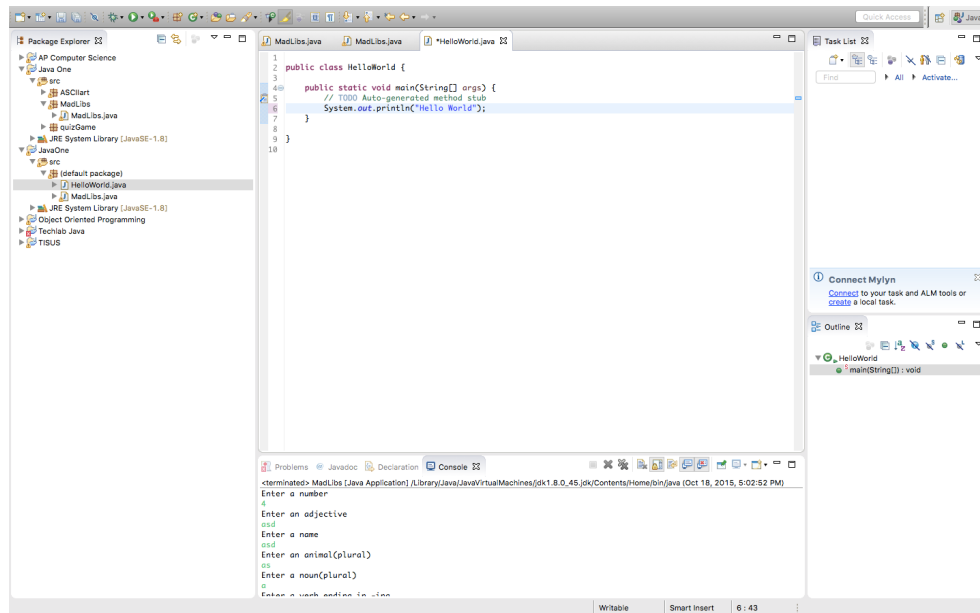 Quick Access
Java
Package Explorer
AP Computer Science
Java One
src
ASCIIart
MadLibs
MadLibs.java
quizGame
JRE System Library [JavaSE-1.8]
JavaOne
src
(default package)
HelloWorld.java
MadLibs.java
JRE System Library [JavaSE-1.8]
Object Oriented Programming
Techlab Java
TISUS
MadLibs.java MadLibs.java *HelloWorld.java
1
2 public class HelloWorld {
3
4 public static void main(String[] args) {
5 // TODO Auto-generated method stub
6 System.out.println("Hello World");
7 }
8
9 }
10
Task List
Find All Activate...
Connect Mylyn
Connect to your task and ALM tools or
create a local task.
Outline
HelloWorld
main(String[]) : void
Problems Javadoc Declaration Console
<terminated> MadLibs [Java Application] /Library/Java/JavaVirtualMachines/jdk1.8.0_45.jdk/Contents/Home/bin/java (Oct 18, 2015, 5:02:52 PM)
Enter a number
4
Enter an adjective
asd
Enter a name
asd
Enter an animal(plural)
as
Enter a noun(plural)
a
Enter a verb ending in -ing
Writable Smart Insert 6 : 43